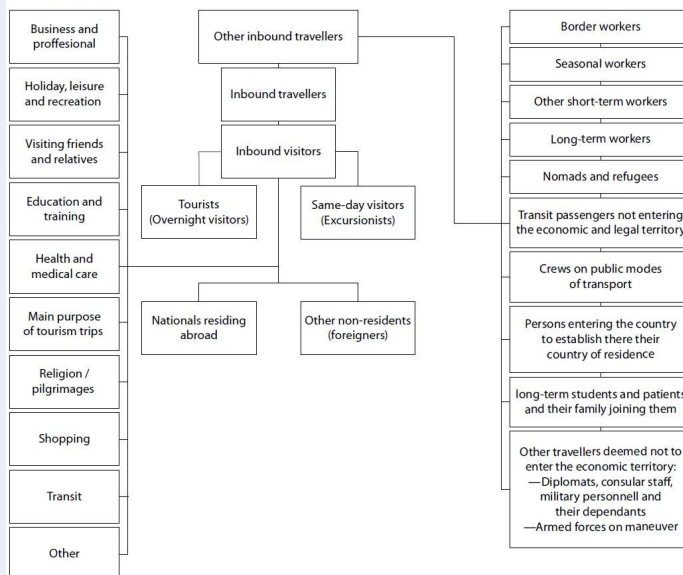 Business and
proffesional
Holiday, leisure
and recreation
Visiting friends
and relatives
Education and
training
Health and
medical care
Main purpose
of tourism trips
Religion /
pilgrimages
Shopping
Transit
Other
Other inbound travellers
Inbound travellers
Inbound visitors
Tourists
(Overnight visitors)
Same-day visitors
(Excursionists)
Nationals residing
abroad
Other non-residents
(foreigners)
Border workers
Seasonal workers
Other short-term workers
Long-term workers
Nomads and refugees
Transit passengers not entering
the economic and legal territory
Crews on public modes
of transport
Persons entering the country
to establish there their
country of residence
long-term students and patients
and their family joining them
Other travellers deemed not to
enter the economic territory:
—Diplomats, consular staff,
military personnell and
their dependants
—Armed forces on maneuver